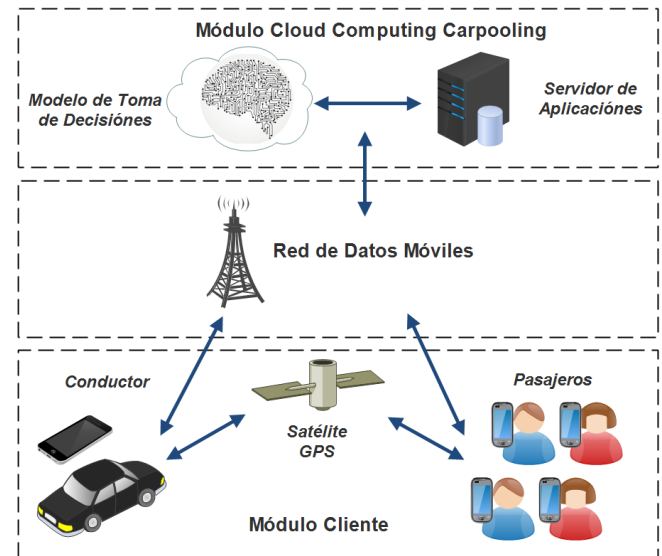 Módulo Cloud Computing Carpooling
Modelo de Toma
de Decisiónes
Servidor de
Aplicaciónes
Red de Datos Móviles
Conductor
Pasajeros
Satélite
GPS
Módulo Cliente